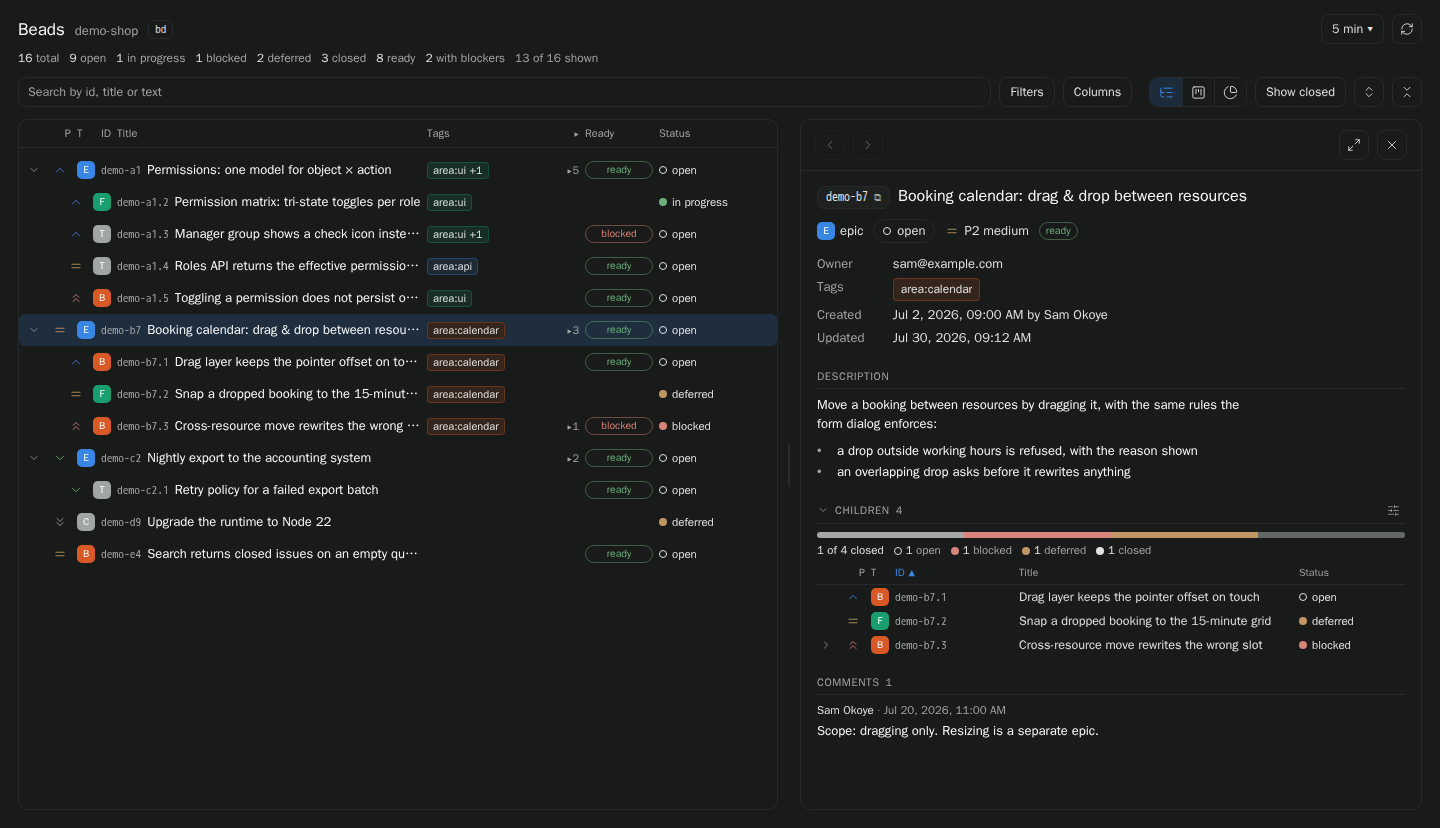 Beads demo-shop bd 5 min ▾
16 total 9 open 1 in progress 1 blocked 2 deferred 3 closed 8 ready 2 with blockers 13 of 16 shown
Search by id, title or text Filters Columns Show closed
P T ID Title Tags ▸ Ready Status
E demo-a1 Permissions: one model for object × action area:ui +1 ▸5 ready open
F demo-a1.2 Permission matrix: tri-state toggles per role area:ui in progress
T demo-a1.3 Manager group shows a check icon inste··· area:ui +1 blocked open
T demo-a1.4 Roles API returns the effective permissio··· area:api ready open
B demo-a1.5 Toggling a permission does not persist o··· area:ui ready open
E demo-b7 Booking calendar: drag & drop between resou··· area:calendar ▸3 ready open
B demo-b7.1 Drag layer keeps the pointer offset on to··· area:calendar ready open
F demo-b7.2 Snap a dropped booking to the 15-minut··· area:calendar deferred
B demo-b7.3 Cross-resource move rewrites the wrong ··· area:calendar ▸1 blocked blocked
E demo-c2 Nightly export to the accounting system ▸2 ready open
T demo-c2.1 Retry policy for a failed export batch ready open
C demo-d9 Upgrade the runtime to Node 22 deferred
B demo-e4 Search returns closed issues on an empty qu··· ready open
demo-b7 ⧉ Booking calendar: drag & drop between resources
E epic open P2 medium ready
Owner sam@example.com
Tags area:calendar
Created Jul 2, 2026, 09:00 AM by Sam Okoye
Updated Jul 30, 2026, 09:12 AM
DESCRIPTION
Move a booking between resources by dragging it, with the same rules the
form dialog enforces:
• a drop outside working hours is refused, with the reason shown
• an overlapping drop asks before it rewrites anything
CHILDREN 4
1 of 4 closed 1 open 1 blocked 1 deferred 1 closed
P T ID ▲ Title Status
B demo-b7.1 Drag layer keeps the pointer offset on touch open
F demo-b7.2 Snap a dropped booking to the 15-minute grid deferred
B demo-b7.3 Cross-resource move rewrites the wrong slot blocked
COMMENTS 1
Sam Okoye · Jul 20, 2026, 11:00 AM
Scope: dragging only. Resizing is a separate epic.